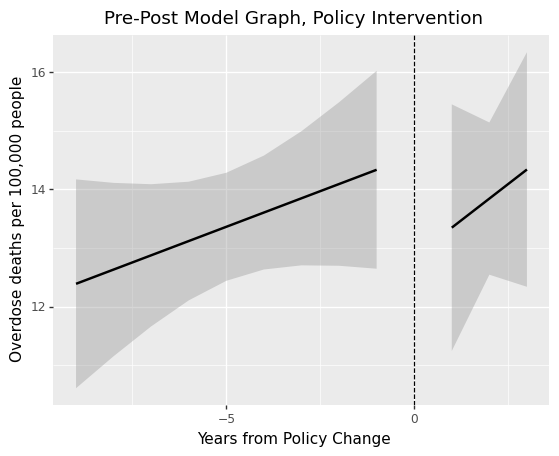 Pre-Post Model Graph, Policy Intervention
Overdose deaths per 100,000 people
16
14
12
−5
0
Years from Policy Change